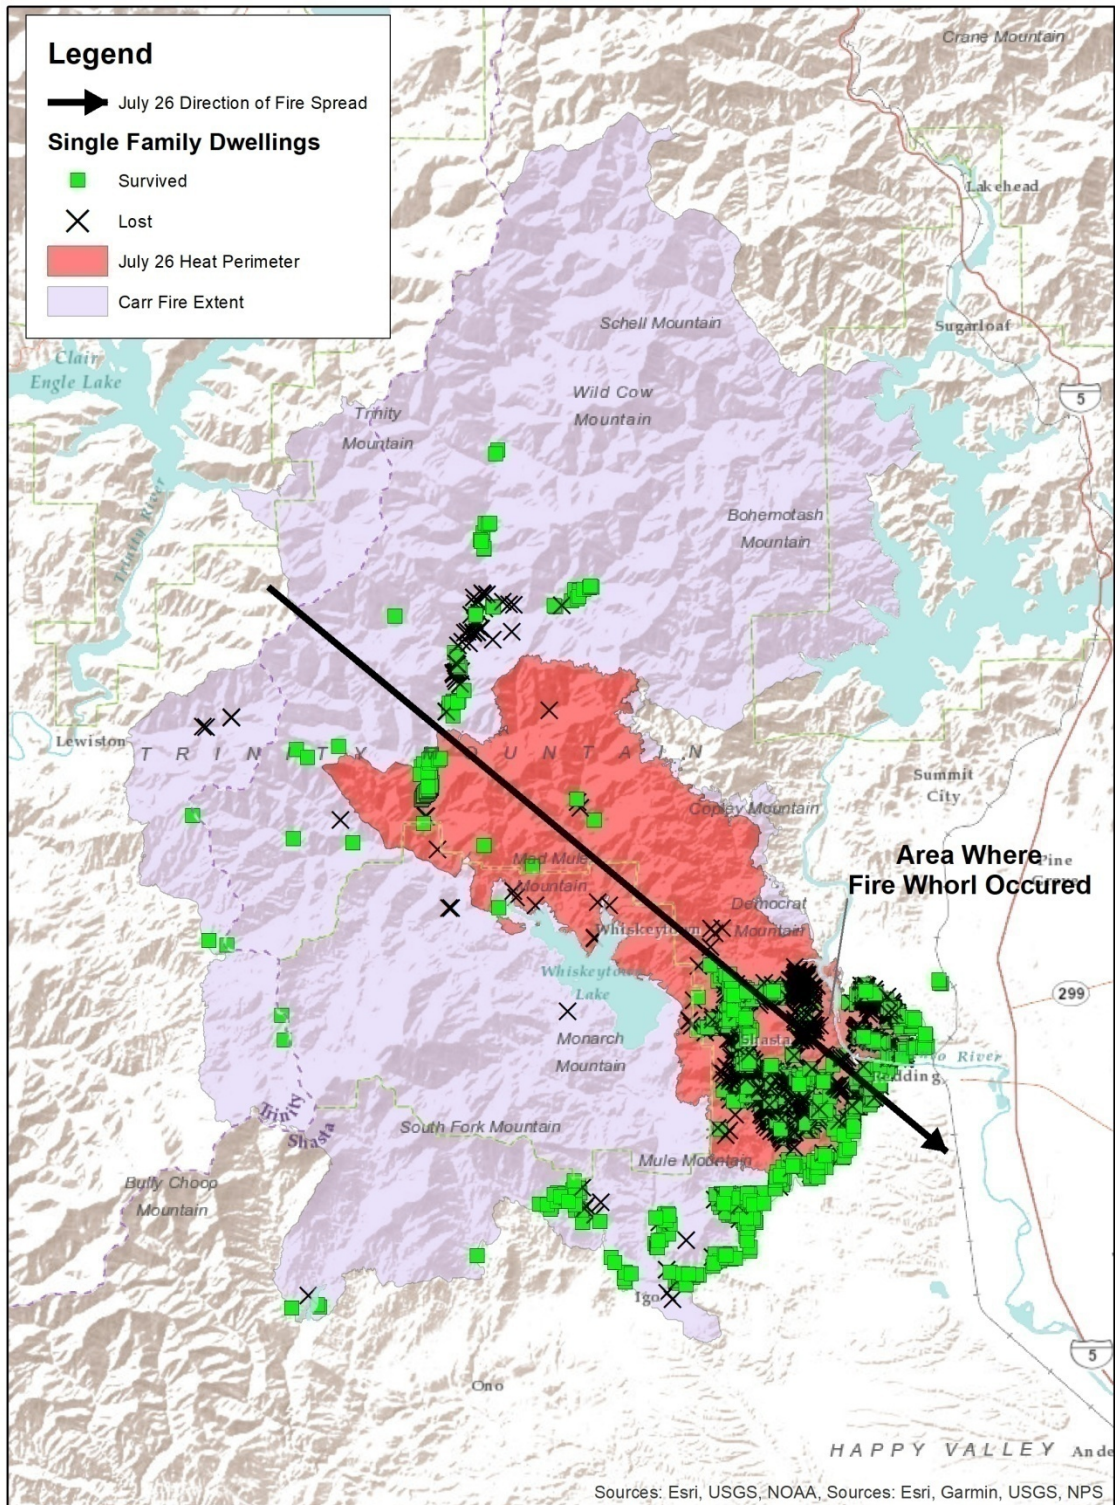 Legend
July 26 Direction of Fire Spread
Single Family Dwellings
Survived
Lost
July 26 Heat Perimeter
Carr Fire Extent
Crane Mountain
Lakehead
Schell Mountain
Sugarloaf
Clair
Engle Lake
5
Wild Cow
Mountain
Trinity
Mountain
Bohemotash
Mountain
Trinity River
Lewiston
TRINITY MOUNTAIN
Summit
City
Copley Mountain
Area Where
Fire Whorl Occured
Pine
Mad Mule
Mountain
Democrat
Mountain
Whiskeytown
Whiskeytown
Lake
299
Monarch
Mountain
Shasta
River
Redding
Trinity
Shasta
South Fork Mountain
Mule Mountain
Bully Choop
Mountain
Igo
5
Ono
HAPPY VALLEY
Ande
Sources: Esri, USGS, NOAA, Sources: Esri, Garmin, USGS, NPS